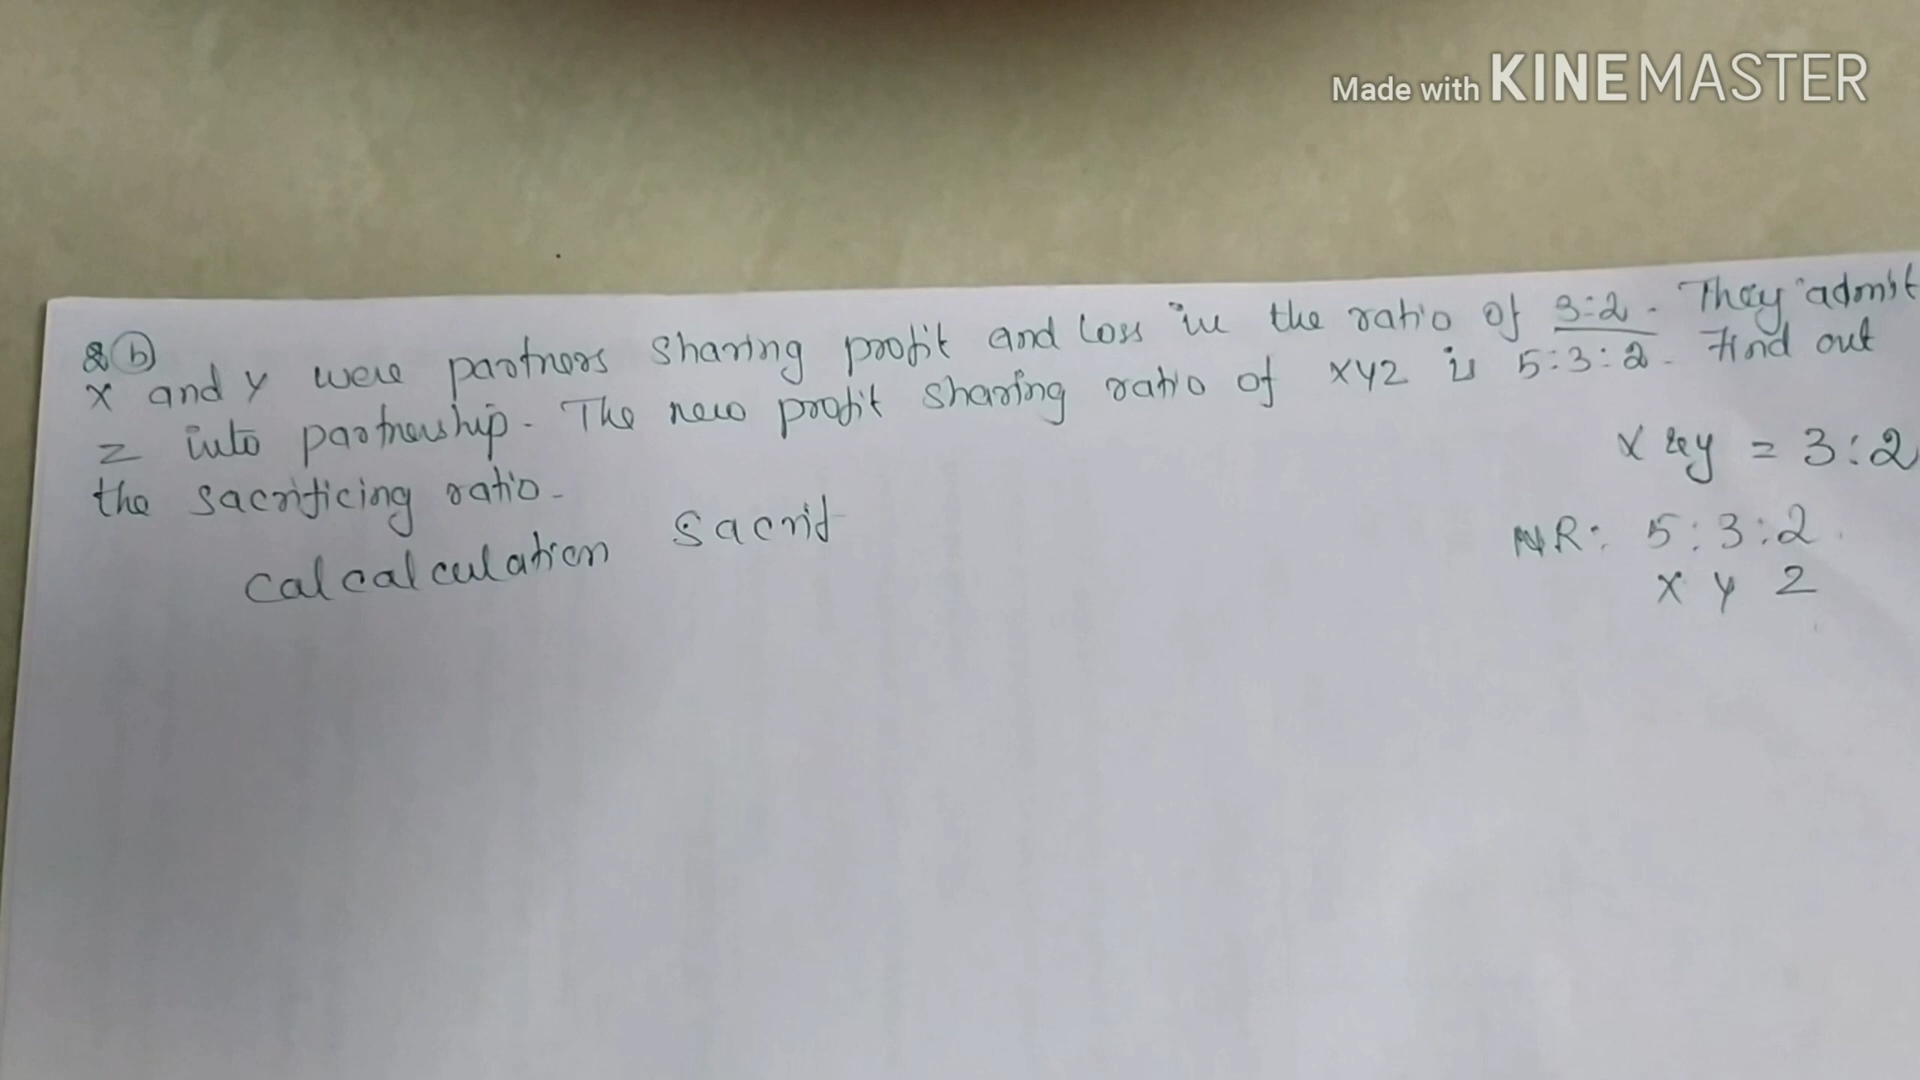 Made with KINEMASTER
Q (b)
X and Y were partners sharing profit and loss in the ratio of 3:2. They admit
Z into partnership. The new profit sharing ratio of XYZ is 5:3:2. Find out
the sacrificing ratio.
X & Y = 3:2
calcalculation sacrif
NR: 5:3:2
X Y Z